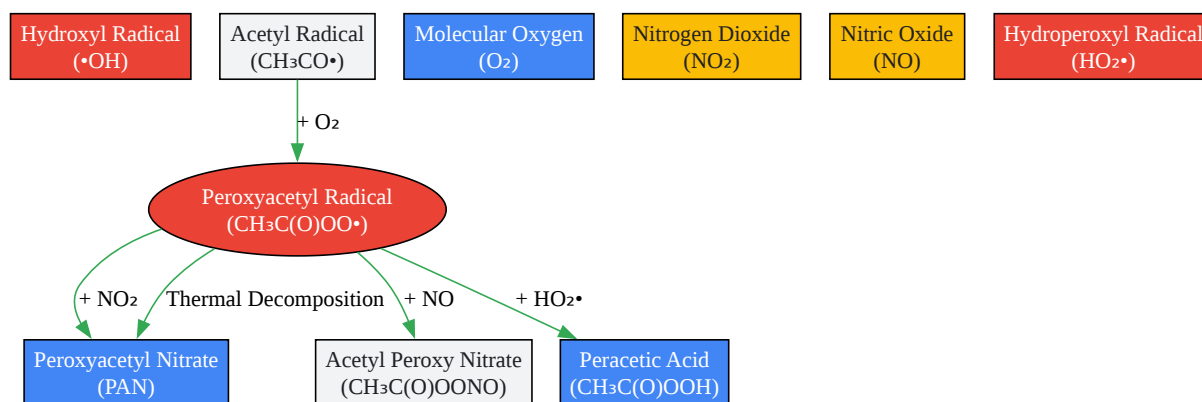 Hydroxyl Radical
(•OH)
Acetyl Radical
(CH₃CO•)
Molecular Oxygen
(O₂)
Nitrogen Dioxide
(NO₂)
Nitric Oxide
(NO)
Hydroperoxyl Radical
(HO₂•)
+ O₂
Peroxyacetyl Radical
(CH₃C(O)OO•)
+ NO₂
Thermal Decomposition
+ NO
+ HO₂•
Peroxyacetyl Nitrate
(PAN)
Acetyl Peroxy Nitrate
(CH₃C(O)OONO)
Peracetic Acid
(CH₃C(O)OOH)